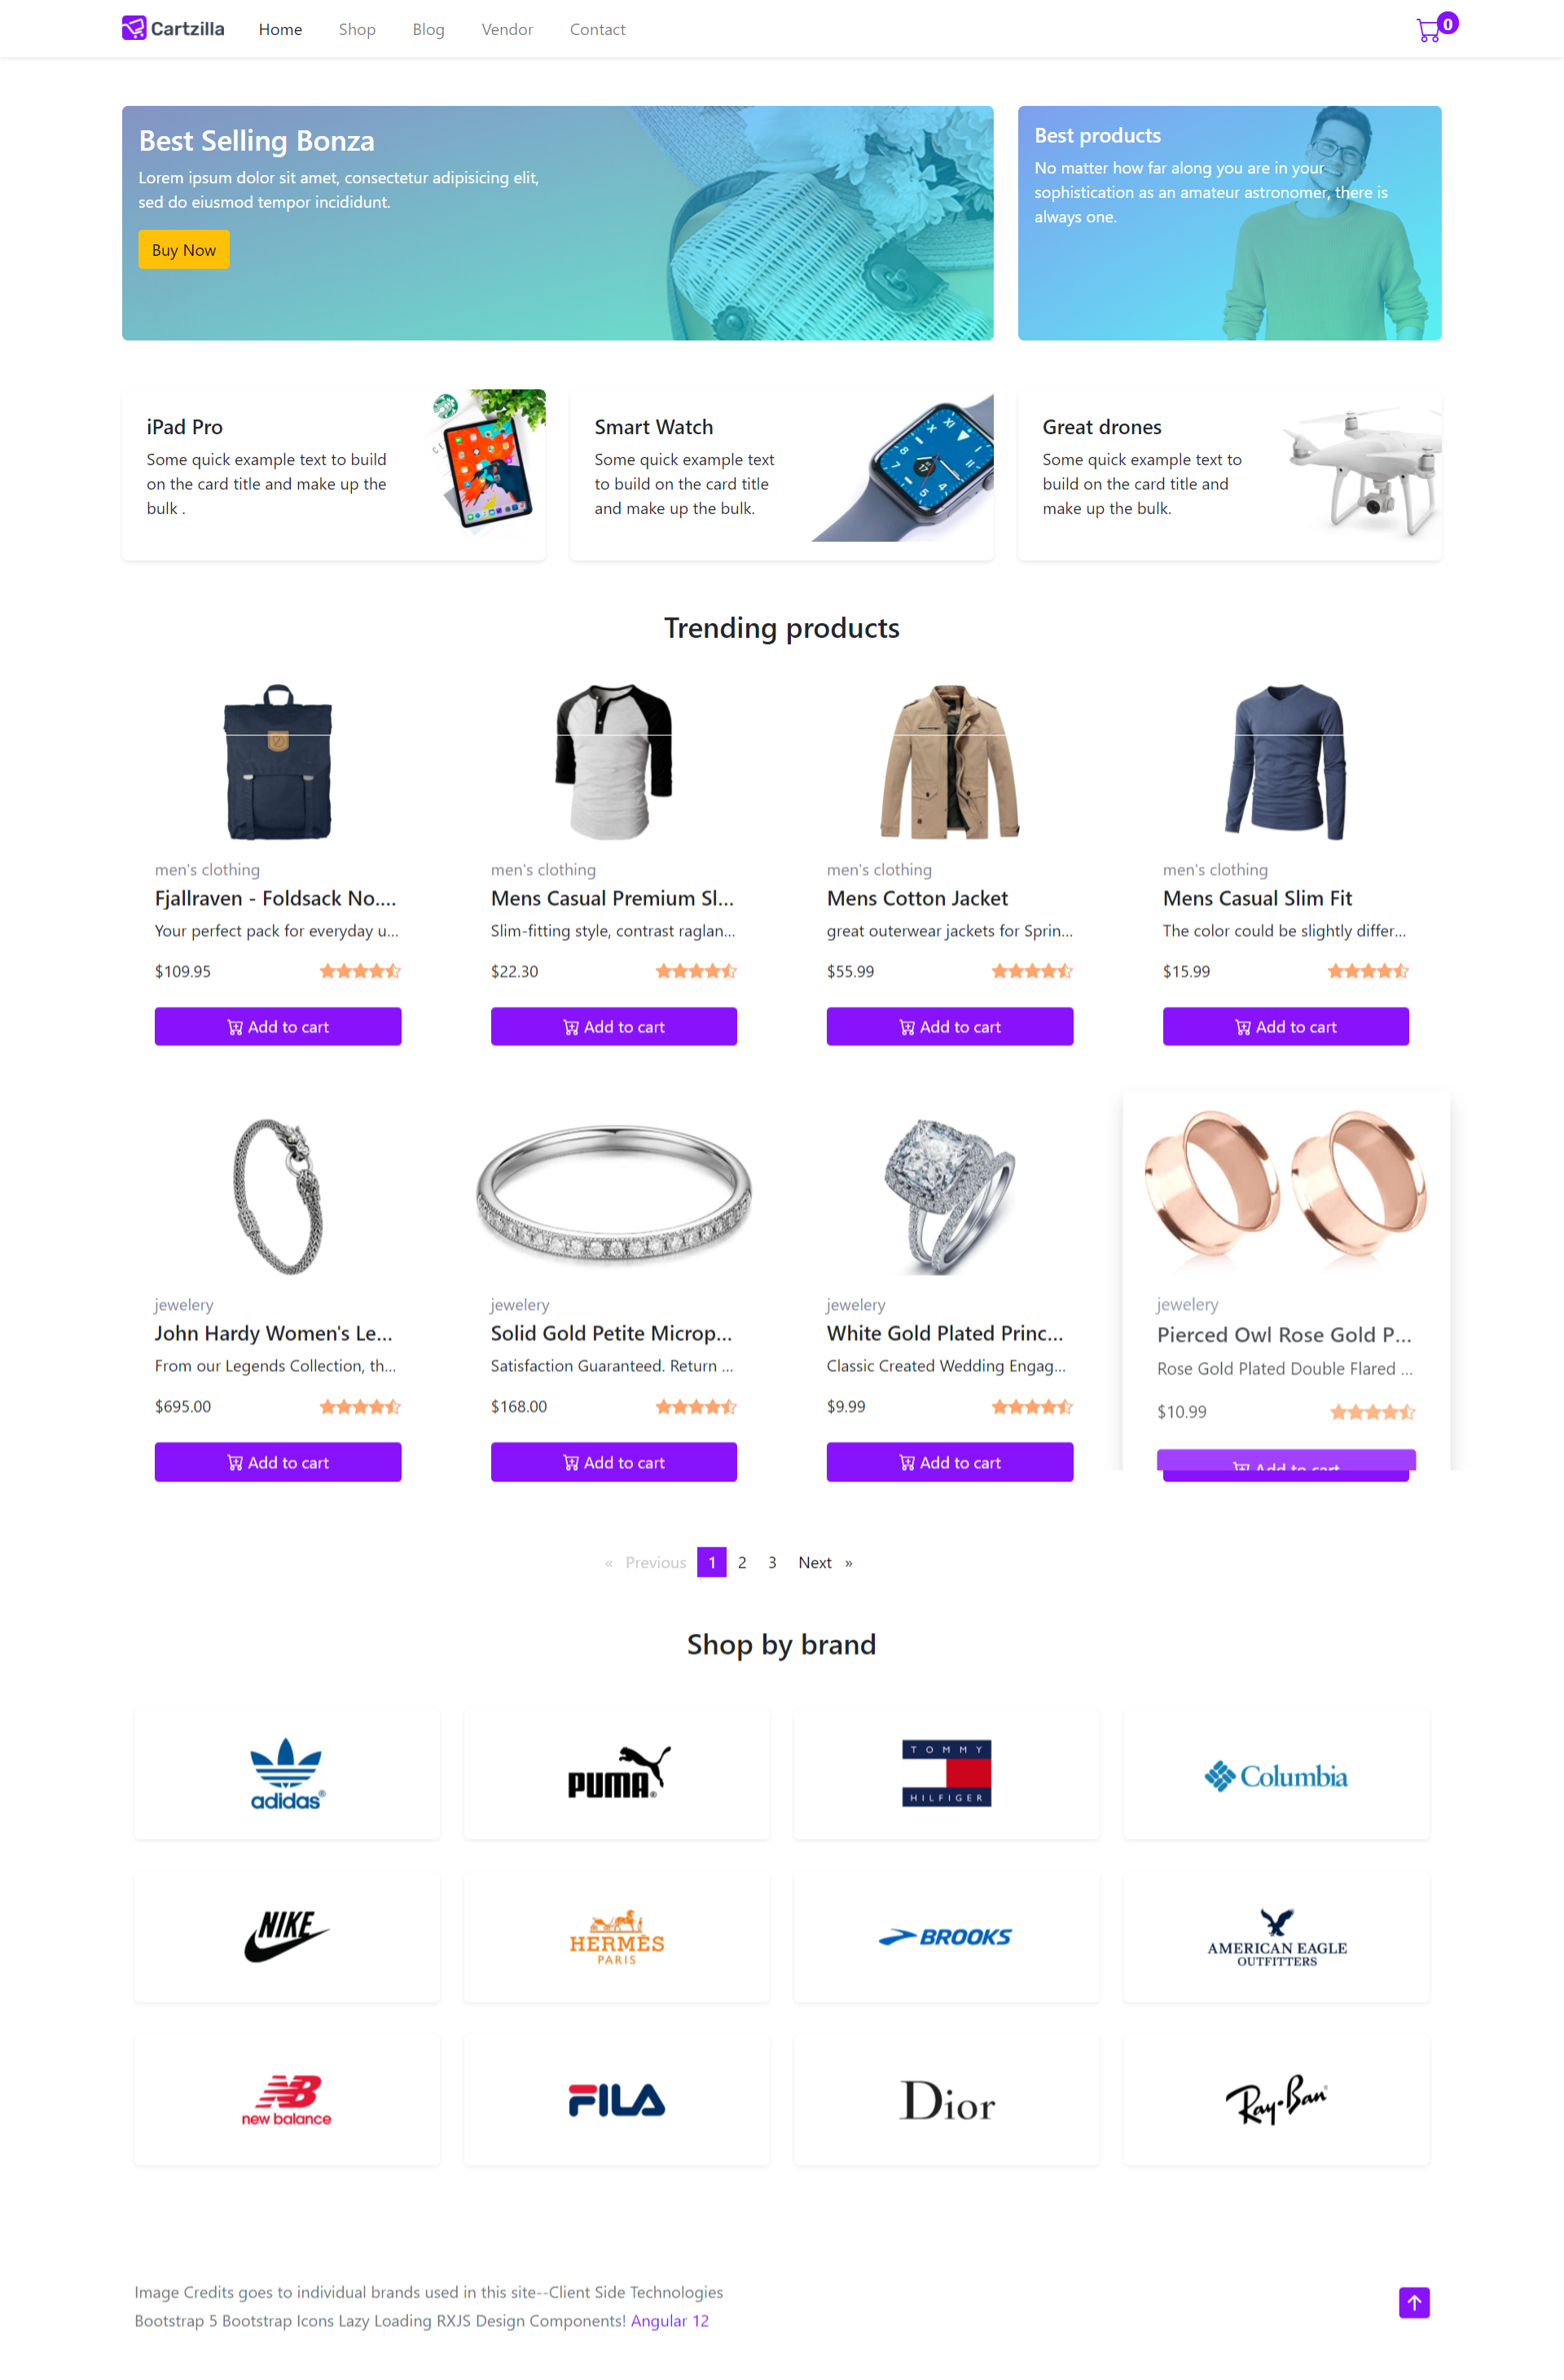 Cartzilla
Home
Shop
Blog
Vendor
Contact
0
Best Selling Bonza
Lorem ipsum dolor sit amet, consectetur adipisicing elit,
sed do eiusmod tempor incididunt.
Buy Now
Best products
No matter how far along you are in your
sophistication as an amateur astronomer, there is
always one.
iPad Pro
Some quick example text to build
on the card title and make up the
bulk .
Smart Watch
Some quick example text
to build on the card title
and make up the bulk.
Great drones
Some quick example text to
build on the card title and
make up the bulk.
Trending products
men's clothing
Fjallraven - Foldsack No....
Your perfect pack for everyday u...
$109.95
Add to cart
men's clothing
Mens Casual Premium Sl...
Slim-fitting style, contrast raglan...
$22.30
Add to cart
men's clothing
Mens Cotton Jacket
great outerwear jackets for Sprin...
$55.99
Add to cart
men's clothing
Mens Casual Slim Fit
The color could be slightly differ...
$15.99
Add to cart
jewelery
John Hardy Women's Le...
From our Legends Collection, th...
$695.00
Add to cart
jewelery
Solid Gold Petite Microp...
Satisfaction Guaranteed. Return ...
$168.00
Add to cart
jewelery
White Gold Plated Princ...
Classic Created Wedding Engag...
$9.99
Add to cart
jewelery
Pierced Owl Rose Gold P...
Rose Gold Plated Double Flared ...
$10.99
Add to cart
« Previous 1 2 3 Next »
Shop by brand
adidas®
PUMA®
TOMMY
HILFIGER
Columbia
NIKE
HERMÈS
PARIS
BROOKS
AMERICAN EAGLE
OUTFITTERS
NB
new balance
FILA
Dior
Ray-Ban
Image Credits goes to individual brands used in this site--Client Side Technologies
Bootstrap 5 Bootstrap Icons Lazy Loading RXJS Design Components! Angular 12